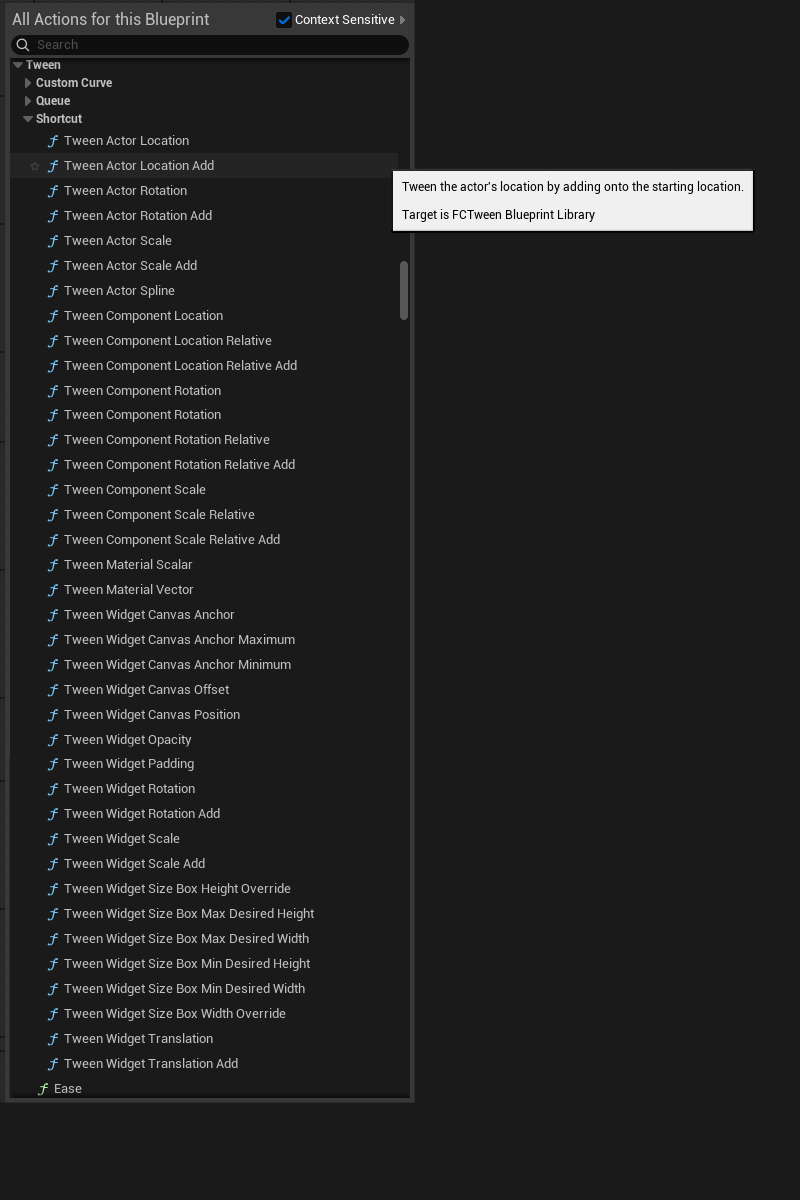 All Actions for this Blueprint
Context Sensitive
Search
Tween
Custom Curve
Queue
Shortcut
Tween Actor Location
Tween Actor Location Add
Tween the actor's location by adding onto the starting location.
Target is FCTween Blueprint Library
Tween Actor Rotation
Tween Actor Rotation Add
Tween Actor Scale
Tween Actor Scale Add
Tween Actor Spline
Tween Component Location
Tween Component Location Relative
Tween Component Location Relative Add
Tween Component Rotation
Tween Component Rotation
Tween Component Rotation Relative
Tween Component Rotation Relative Add
Tween Component Scale
Tween Component Scale Relative
Tween Component Scale Relative Add
Tween Material Scalar
Tween Material Vector
Tween Widget Canvas Anchor
Tween Widget Canvas Anchor Maximum
Tween Widget Canvas Anchor Minimum
Tween Widget Canvas Offset
Tween Widget Canvas Position
Tween Widget Opacity
Tween Widget Padding
Tween Widget Rotation
Tween Widget Rotation Add
Tween Widget Scale
Tween Widget Scale Add
Tween Widget Size Box Height Override
Tween Widget Size Box Max Desired Height
Tween Widget Size Box Max Desired Width
Tween Widget Size Box Min Desired Height
Tween Widget Size Box Min Desired Width
Tween Widget Size Box Width Override
Tween Widget Translation
Tween Widget Translation Add
Ease